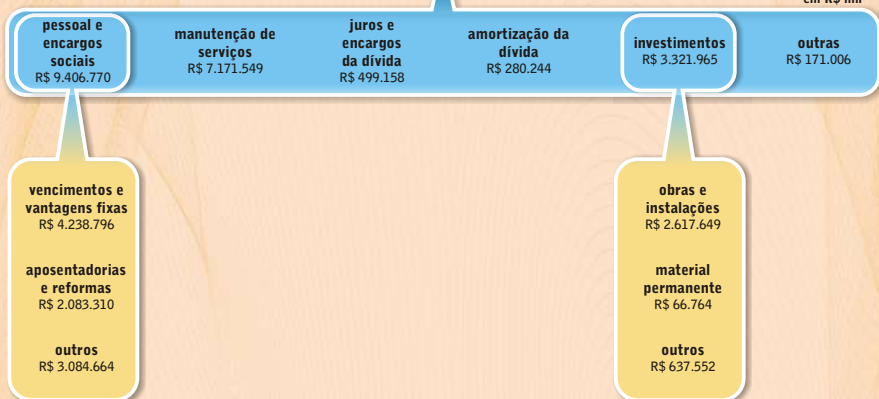 em R$ mil
pessoal e
encargos
sociais
R$ 9.406.770
manutenção de
serviços
R$ 7.171.549
juros e
encargos
da dívida
R$ 499.158
amortização da
dívida
R$ 280.244
investimentos
R$ 3.321.965
outras
R$ 171.006
vencimentos e
vantagens fixas
R$ 4.238.796
aposentadorias
e reformas
R$ 2.083.310
outros
R$ 3.084.664
obras e
instalações
R$ 2.617.649
material
permanente
R$ 66.764
outros
R$ 637.552